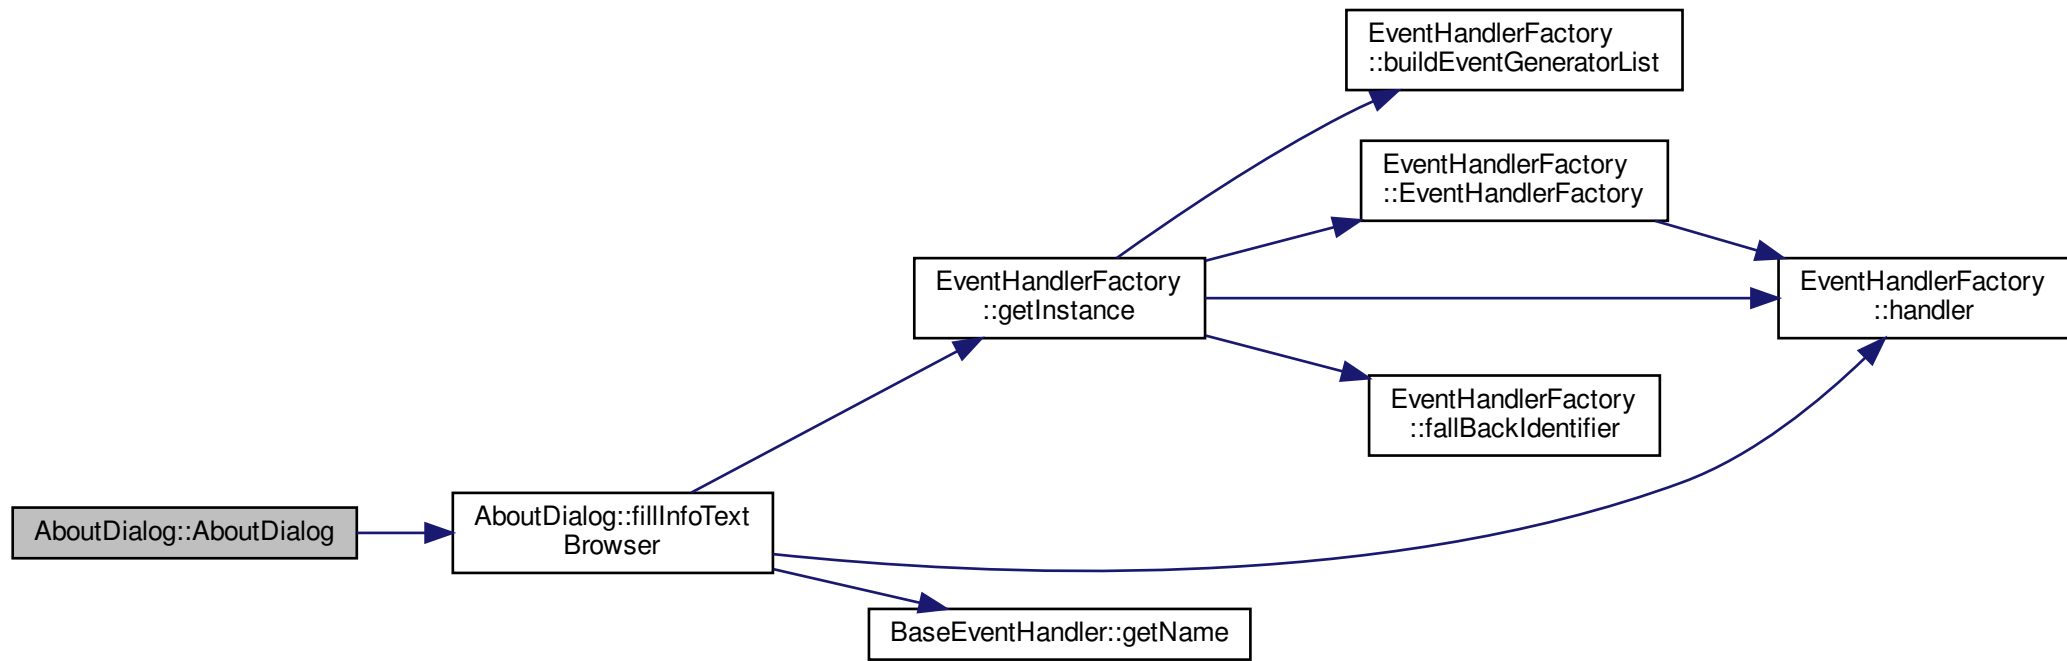 EventHandlerFactory
::buildEventGeneratorList
EventHandlerFactory
::EventHandlerFactory
EventHandlerFactory
::getInstance
EventHandlerFactory
::handler
EventHandlerFactory
::fallBackIdentifier
AboutDialog::AboutDialog
AboutDialog::fillInfoText
Browser
BaseEventHandler::getName